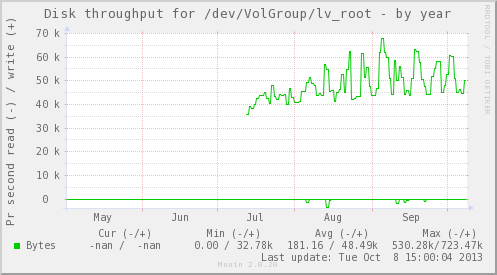 Disk throughput for /dev/VolGroup/lv_root - by year
RRDTOOL / TOBI OETIKER
Pr second read (-) / write (+)
70 k
60 k
50 k
40 k
30 k
20 k
10 k
0
May Jun Jul Aug Sep
Cur (-/+) Min (-/+) Avg (-/+) Max (-/+)
Bytes -nan / -nan 0.00 / 32.78k 181.16 / 48.49k 530.28k/723.47k
Last update: Tue Oct 8 15:00:04 2013
Munin 2.0.20